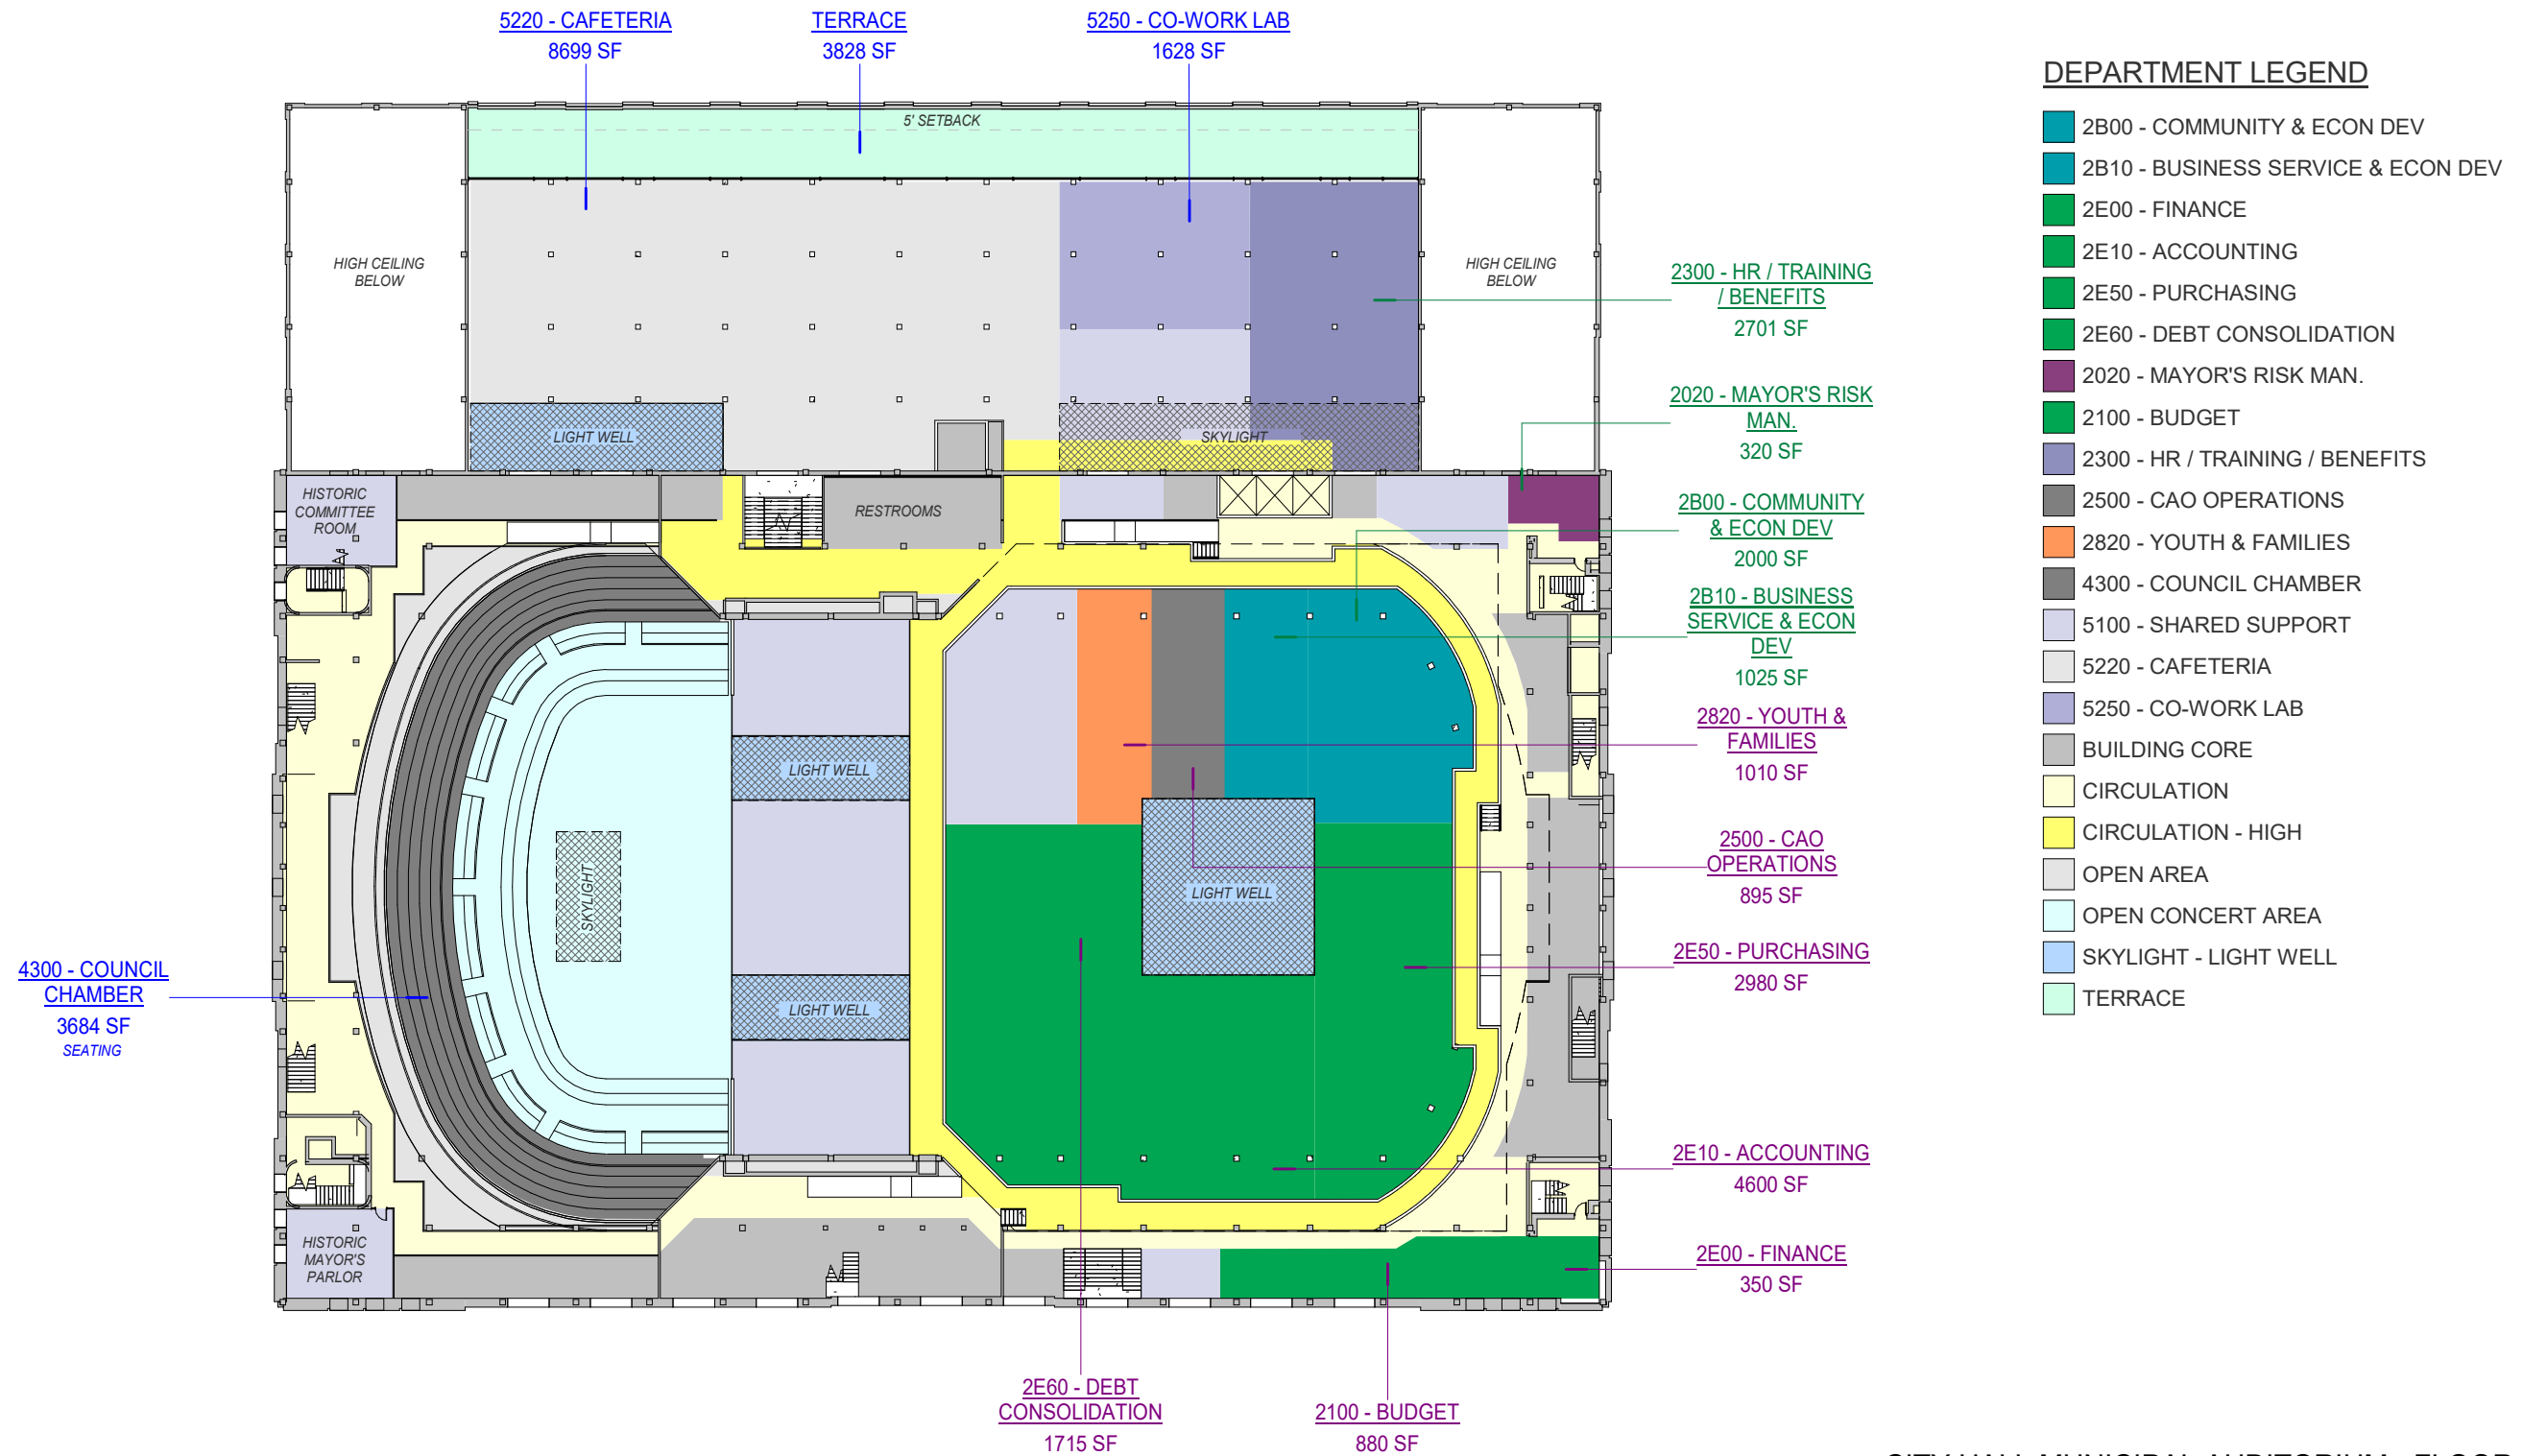 5220 - CAFETERIA
8699 SF
TERRACE
3828 SF
5250 - CO-WORK LAB
1628 SF
5' SETBACK
HIGH CEILING
BELOW
HIGH CEILING
BELOW
LIGHT WELL
SKYLIGHT
HISTORIC
COMMITTEE
ROOM
RESTROOMS
LIGHT WELL
SKYLIGHT
LIGHT WELL
LIGHT WELL
HISTORIC
MAYOR'S
PARLOR
4300 - COUNCIL
CHAMBER
3684 SF
SEATING
2300 - HR / TRAINING
/ BENEFITS
2701 SF
2020 - MAYOR'S RISK
MAN.
320 SF
2B00 - COMMUNITY
& ECON DEV
2000 SF
2B10 - BUSINESS
SERVICE & ECON
DEV
1025 SF
2820 - YOUTH &
FAMILIES
1010 SF
2500 - CAO
OPERATIONS
895 SF
2E50 - PURCHASING
2980 SF
2E10 - ACCOUNTING
4600 SF
2E00 - FINANCE
350 SF
2E60 - DEBT
CONSOLIDATION
1715 SF
2100 - BUDGET
880 SF
DEPARTMENT LEGEND
2B00 - COMMUNITY & ECON DEV
2B10 - BUSINESS SERVICE & ECON DEV
2E00 - FINANCE
2E10 - ACCOUNTING
2E50 - PURCHASING
2E60 - DEBT CONSOLIDATION
2020 - MAYOR'S RISK MAN.
2100 - BUDGET
2300 - HR / TRAINING / BENEFITS
2500 - CAO OPERATIONS
2820 - YOUTH & FAMILIES
4300 - COUNCIL CHAMBER
5100 - SHARED SUPPORT
5220 - CAFETERIA
5250 - CO-WORK LAB
BUILDING CORE
CIRCULATION
CIRCULATION - HIGH
OPEN AREA
OPEN CONCERT AREA
SKYLIGHT - LIGHT WELL
TERRACE
CITY HALL MUNICIPAL AUDITORIUM - FLOOR